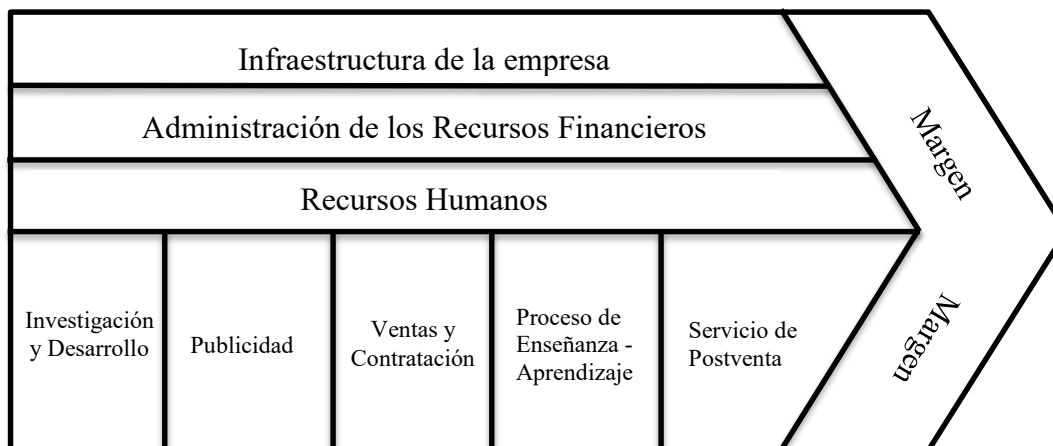 Infraestructura de la empresa
Administración de los Recursos Financieros
Recursos Humanos
Investigación
y Desarrollo
Publicidad
Ventas y
Contratación
Proceso de
Enseñanza -
Aprendizaje
Servicio de
Postventa
Margen
Margen